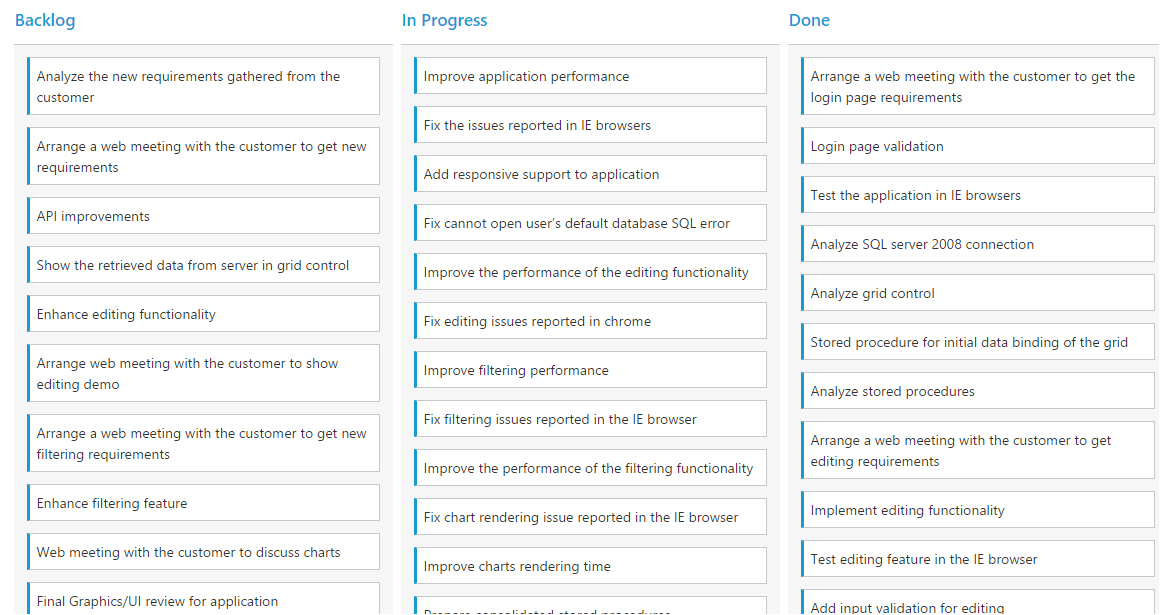 Backlog
Analyze the new requirements gathered from the
customer
Arrange a web meeting with the customer to get new
requirements
API improvements
Show the retrieved data from server in grid control
Enhance editing functionality
Arrange web meeting with the customer to show
editing demo
Arrange a web meeting with the customer to get new
filtering requirements
Enhance filtering feature
Web meeting with the customer to discuss charts
Final Graphics/UI review for application
In Progress
Improve application performance
Fix the issues reported in IE browsers
Add responsive support to application
Fix cannot open user's default database SQL error
Improve the performance of the editing functionality
Fix editing issues reported in chrome
Improve filtering performance
Fix filtering issues reported in the IE browser
Improve the performance of the filtering functionality
Fix chart rendering issue reported in the IE browser
Improve charts rendering time
Prepare consolidated stored procedures
Done
Arrange a web meeting with the customer to get the
login page requirements
Login page validation
Test the application in IE browsers
Analyze SQL server 2008 connection
Analyze grid control
Stored procedure for initial data binding of the grid
Analyze stored procedures
Arrange a web meeting with the customer to get
editing requirements
Implement editing functionality
Test editing feature in the IE browser
Add input validation for editing